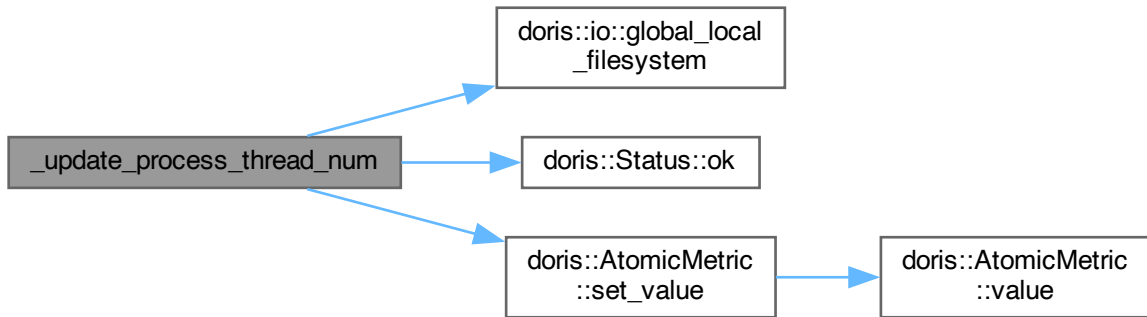 doris::io::global_local
_filesystem
_update_process_thread_num
doris::Status::ok
doris::AtomicMetric
::set_value
doris::AtomicMetric
::value